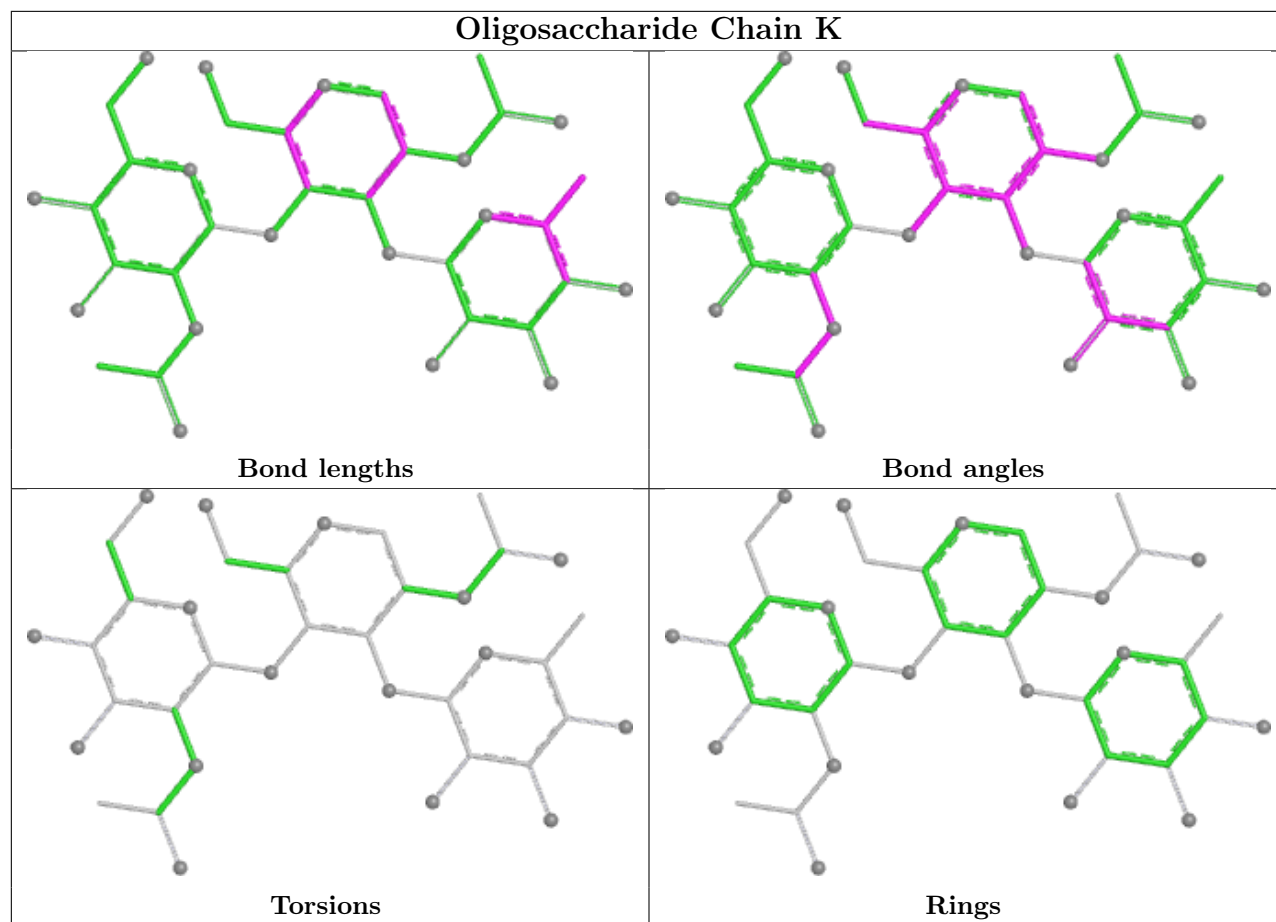 Oligosaccharide Chain K
Bond lengths
Bond angles
Torsions
Rings